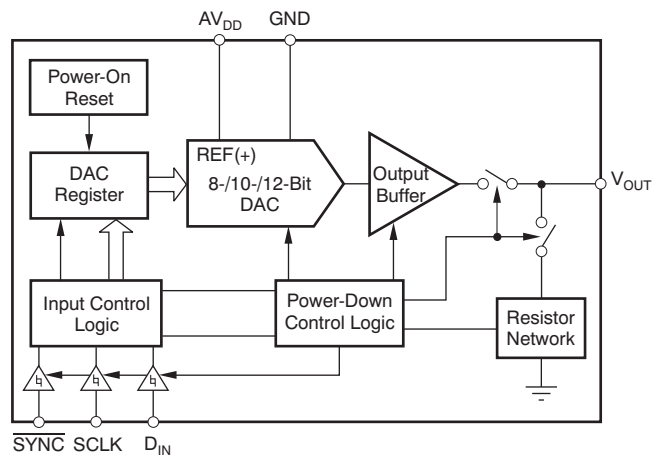 AVDD GND
Power-On
Reset
REF(+)
DAC
Register
8-/10-/12-Bit
DAC
Output
Buffer
VOUT
Input Control
Logic
Power-Down
Control Logic
Resistor
Network
SYNC SCLK DIN